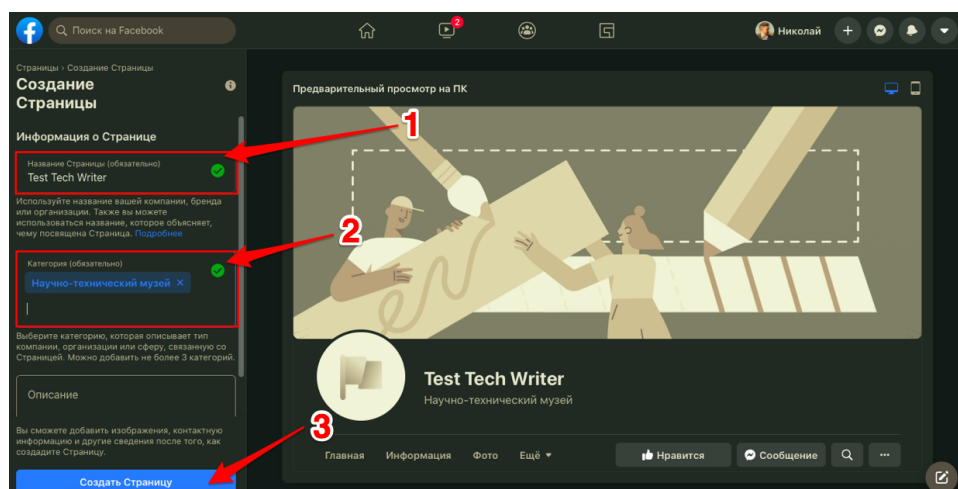 Поиск на Facebook
2
Николай
Страницы › Создание Страницы
Создание
Страницы
Информация о Странице
Название Страницы (обязательно)
Test Tech Writer
Используйте название вашей компании, бренда
или организации. Также вы можете
использоваться название, которое объясняет,
чему посвящена Страница. Подробнее
Категория (обязательно)
Научно-технический музей ×
Выберите категорию, которая описывает тип
компании, организации или сферу, связанную со
Страницей. Можно добавить не более 3 категорий.
Описание
Вы сможете добавить изображения, контактную
информацию и другие сведения после того, как
создадите Страницу.
Создать Страницу
1
2
3
Предварительный просмотр на ПК
Test Tech Writer
Научно-технический музей
Главная Информация Фото Ещё
Нравится Сообщение